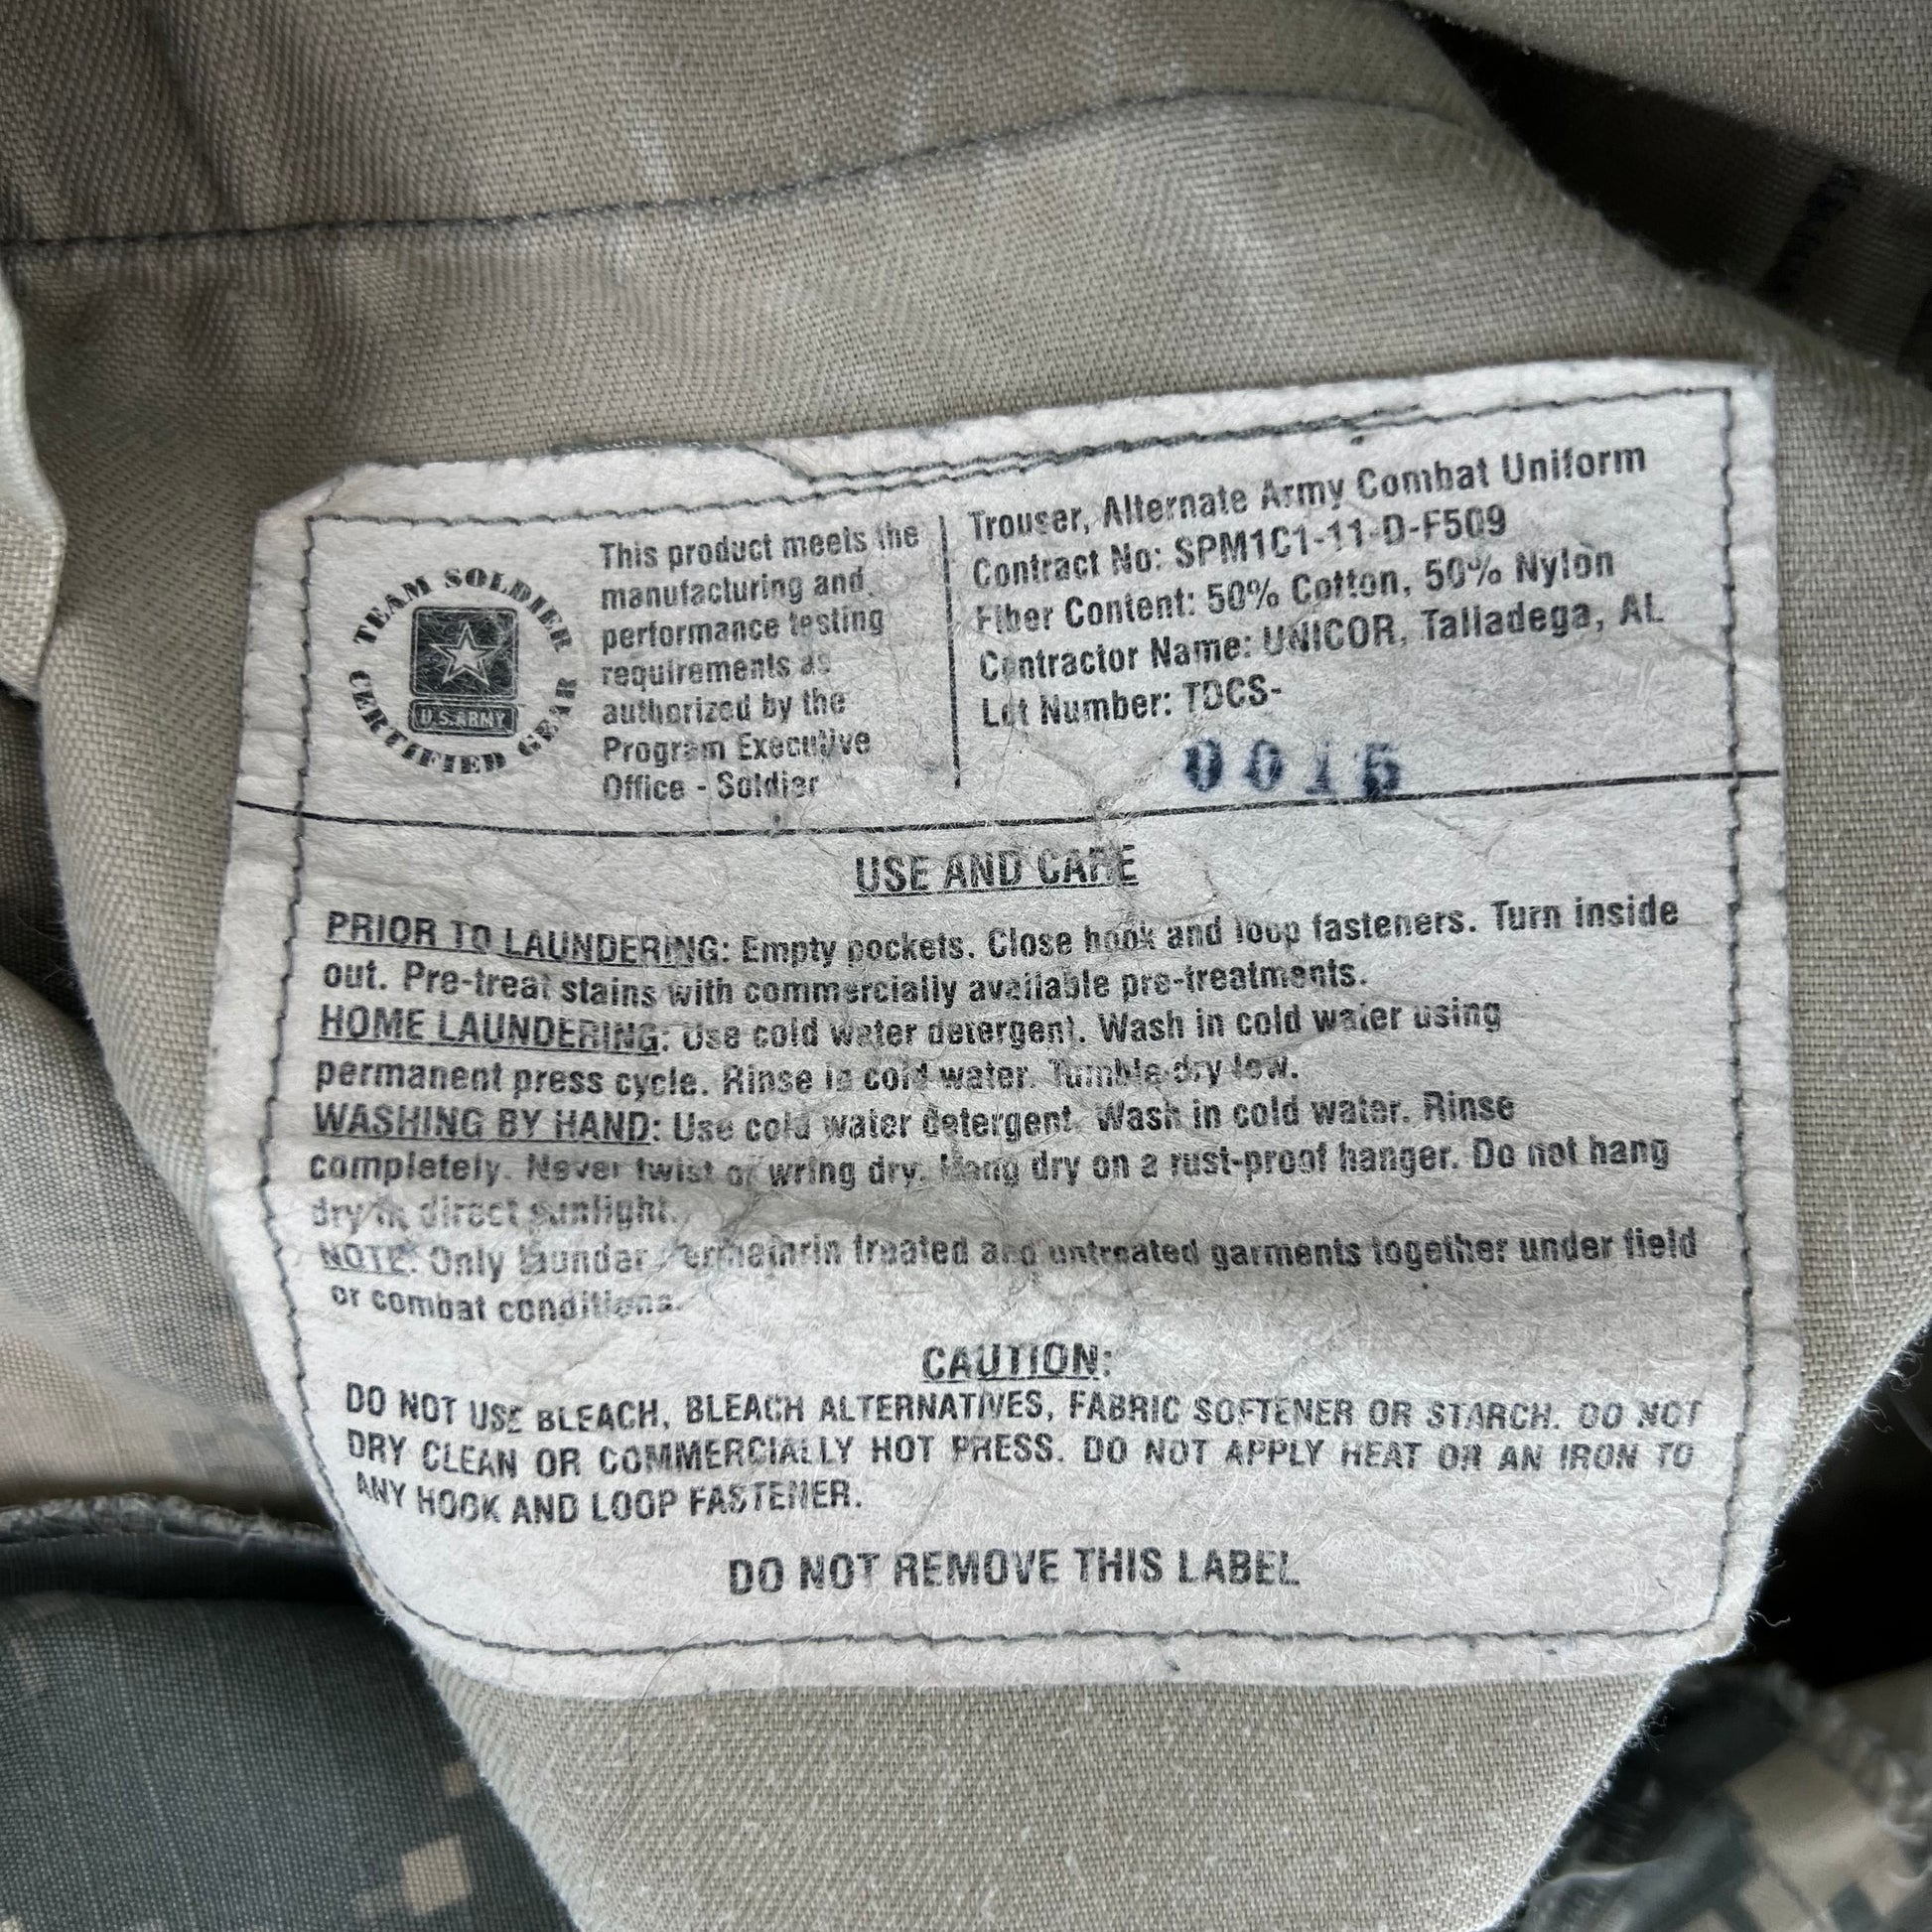 TEAM SOLDIER
CERTIFIED GEAR
U.S. ARMY
This product meets the
manufacturing and
performance testing
requirements as
authorized by the
Program Executive
Office - Soldier
Trouser, Alternate Army Combat Uniform
Contract No: SPM1C1-11-D-F509
Fiber Content: 50% Cotton, 50% Nylon
Contractor Name: UNICOR, Talladega, AL
Lot Number: TDCS-
0015
USE AND CARE
PRIOR TO LAUNDERING: Empty pockets. Close hook and loop fasteners. Turn inside
out. Pre-treat stains with commercially available pre-treatments.
HOME LAUNDERING: Use cold water detergent. Wash in cold water using
permanent press cycle. Rinse in cold water. Tumble dry low.
WASHING BY HAND: Use cold water detergent. Wash in cold water. Rinse
completely. Never twist or wring dry. Hang dry on a rust-proof hanger. Do not hang
dry in direct sunlight.
NOTE: Only launder Permethrin treated and untreated garments together under field
or combat conditions.
CAUTION:
DO NOT USE BLEACH, BLEACH ALTERNATIVES, FABRIC SOFTENER OR STARCH. DO NOT
DRY CLEAN OR COMMERCIALLY HOT PRESS. DO NOT APPLY HEAT OR AN IRON TO
ANY HOOK AND LOOP FASTENER.
DO NOT REMOVE THIS LABEL